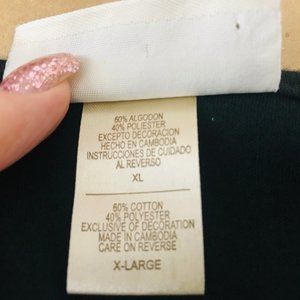 60% ALGODON
40% POLIESTER
EXCEPTO DECORACION
HECHO EN CAMBODIA
INSTRUCCIONES DE CUIDADO
AL REVERSO
XL
60% COTTON
40% POLYESTER
EXCLUSIVE OF DECORATION
MADE IN CAMBODIA
CARE ON REVERSE
X-LARGE